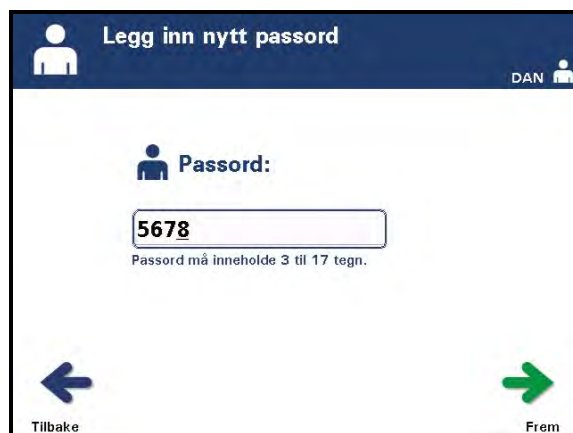 Legg inn nytt passord
DAN
Passord:
5678
Passord må inneholde 3 til 17 tegn.
Tilbake
Frem